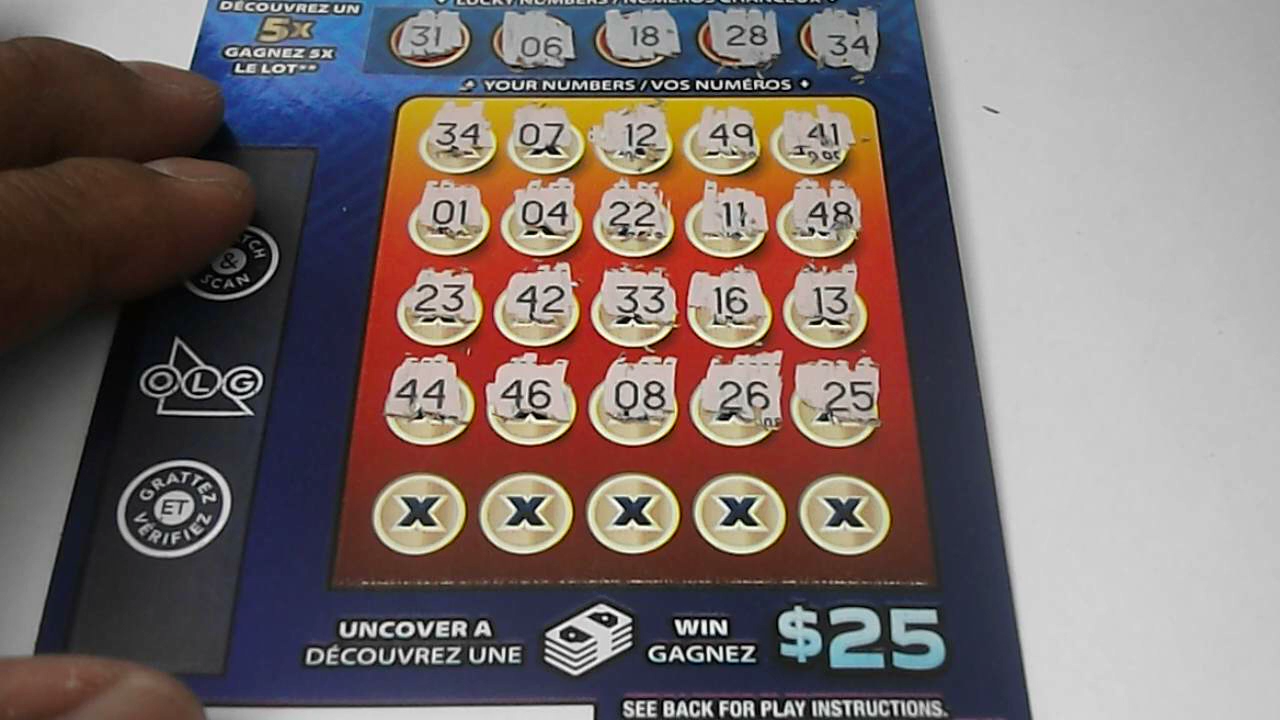 DÉCOUVREZ UN
5X
GAGNEZ 5X
LE LOT**
LUCKY NUMBERS / NUMÉROS CHANCEUX
31 06 18 28 34
YOUR NUMBERS / VOS NUMÉROS
34 07 12 49 41
01 04 22 11 48
23 42 33 16 13
44 46 08 26 25
X X X X X
& SCAN
OLG
GRATTEZ ET VÉRIFIEZ
UNCOVER A
DÉCOUVREZ UNE
WIN
GAGNEZ
$25
SEE BACK FOR PLAY INSTRUCTIONS.